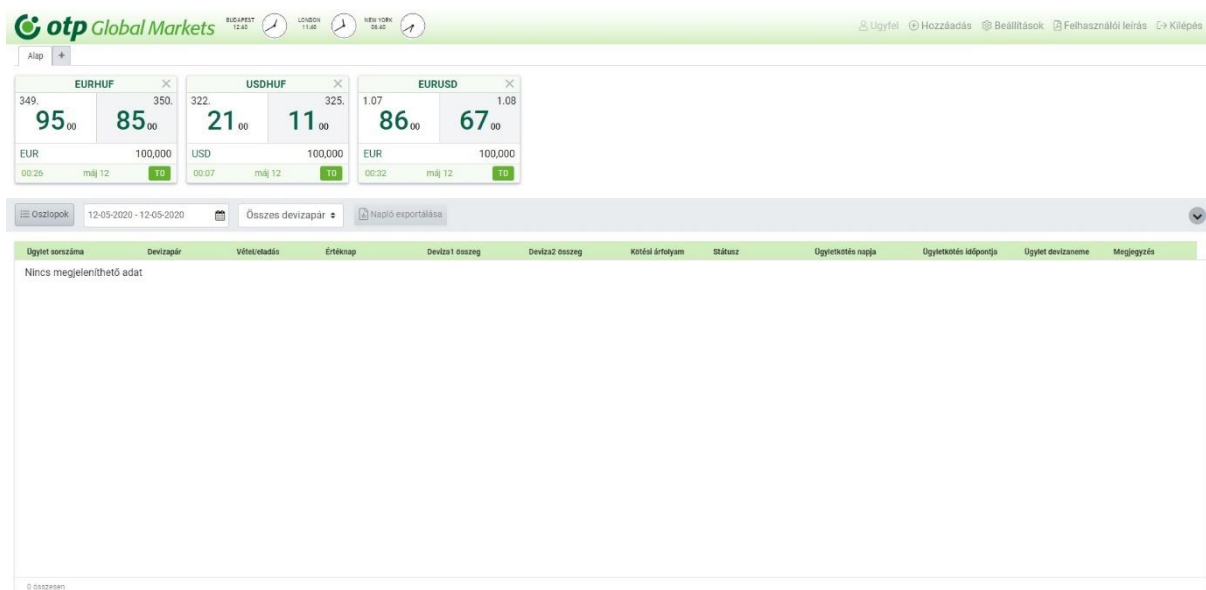 otp Global Markets BUDAPEST 12:40 LONDON 11:40 NEW YORK 06:40 Ügyfel Hozzáadás Beállítások Felhasználói leírás Kilépés
Alap +
EURHUF USDHUF EURUSD
349. 350. 322. 325. 1.07 1.08
95 00 85 00 21 00 11 00 86 00 67 00
EUR 100,000 USD 100,000 EUR 100,000
00:26 máj 12 T0 00:07 máj 12 T0 00:32 máj 12 T0
Oszlopok 12-05-2020 - 12-05-2020 Összes devizapár Napló exportálása
Ügylet sorszáma Devizapár Vétel/eladás Értéknap Deviza1 összeg Deviza2 összeg Kötési árfolyam Státusz Ügyletkötés napja Ügyletkötés időpontja Ügylet devizaneme Megjegyzés
Nincs megjeleníthető adat
0 összesen